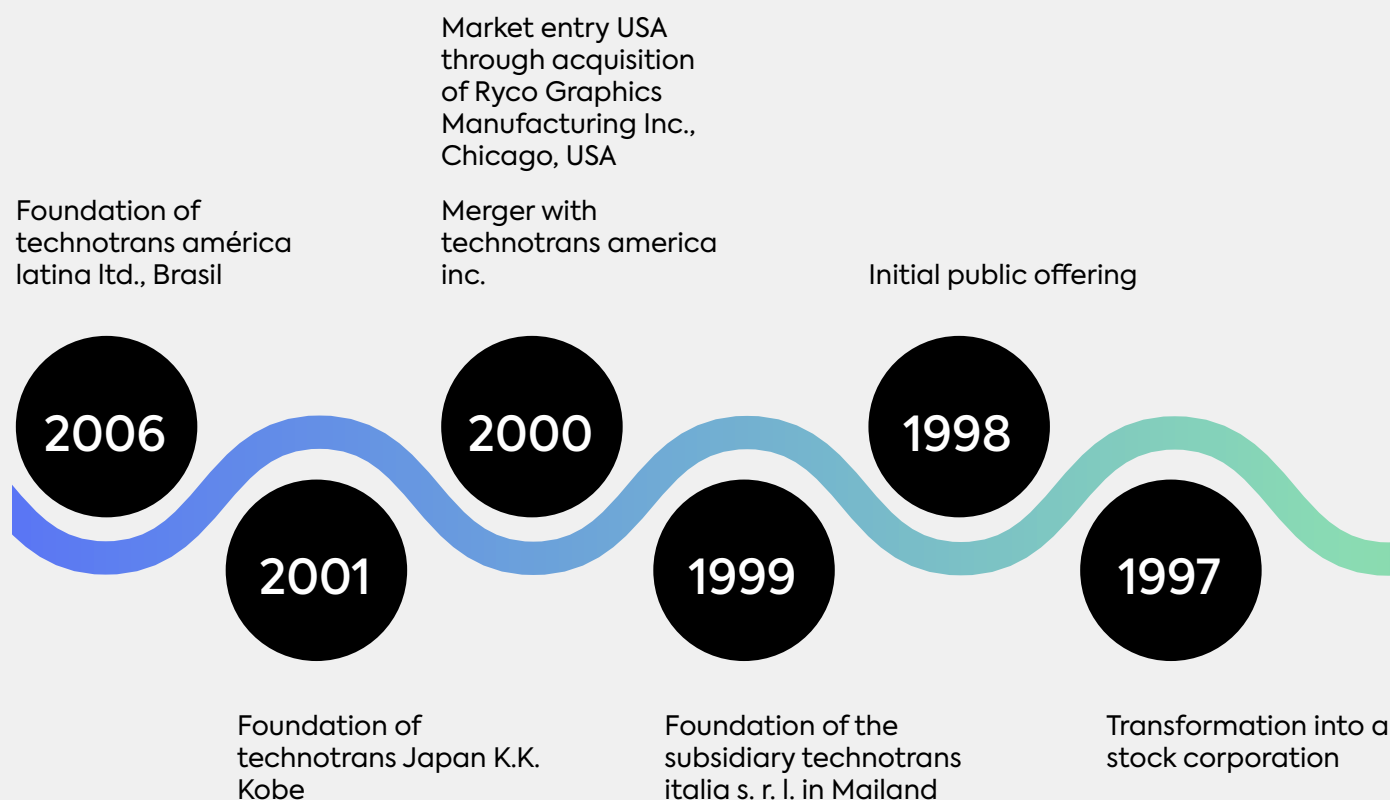 Market entry USA
through acquisition
of Ryco Graphics
Manufacturing Inc.,
Chicago, USA
Foundation of
technotrans américa
latina ltd., Brasil
Merger with
technotrans america
inc.
Initial public offering
2006
2000
1998
2001
1999
1997
Foundation of
technotrans Japan K.K.
Kobe
Foundation of the
subsidiary technotrans
italia s. r. l. in Mailand
Transformation into a
stock corporation